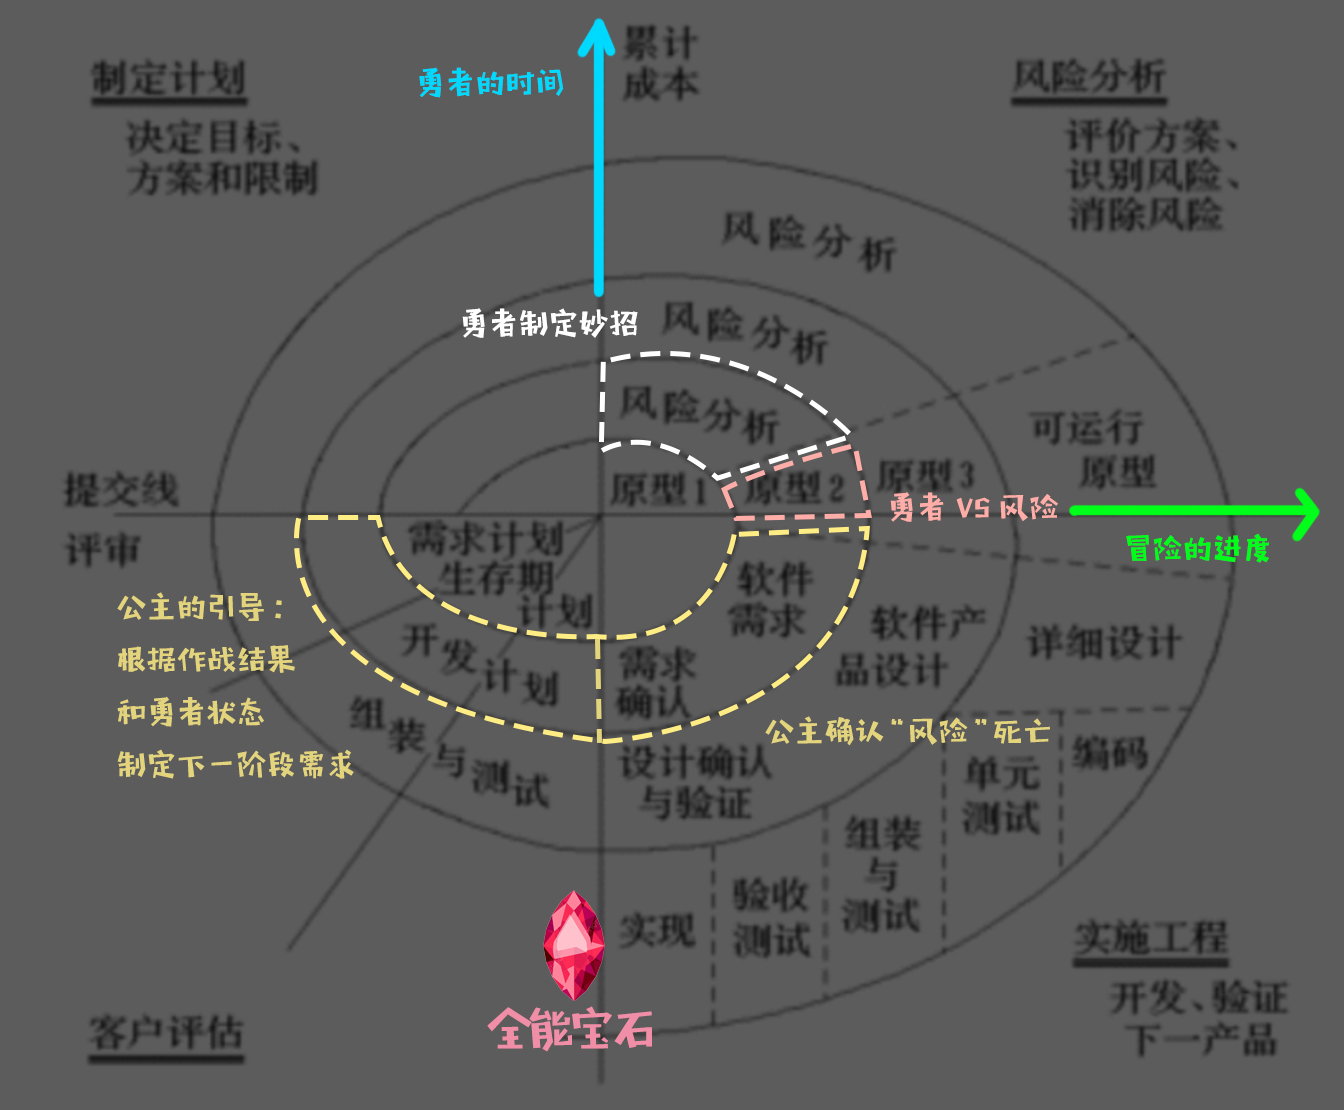 累计
成本
勇者的时间
制定计划
决定目标、
方案和限制
风险分析
评价方案、
识别风险、
消除风险
风险分析
勇者制定妙招
风险分析
风险分析
可运行
原型
原型1
原型2
原型3
提交线
评审
勇者 VS 风险
冒险的进度
需求计划
生存期
计划
软件
需求
公主的引导：
根据作战结果
和勇者状态
制定下一阶段需求
开发计划
需求
确认
软件产
品设计
详细设计
组装与测试
设计确认
与验证
公主确认“风险”死亡
单元
测试
编码
组装
与
测试
验收
测试
实现
全能宝石
实施工程
开发、验证
下一产品
客户评估